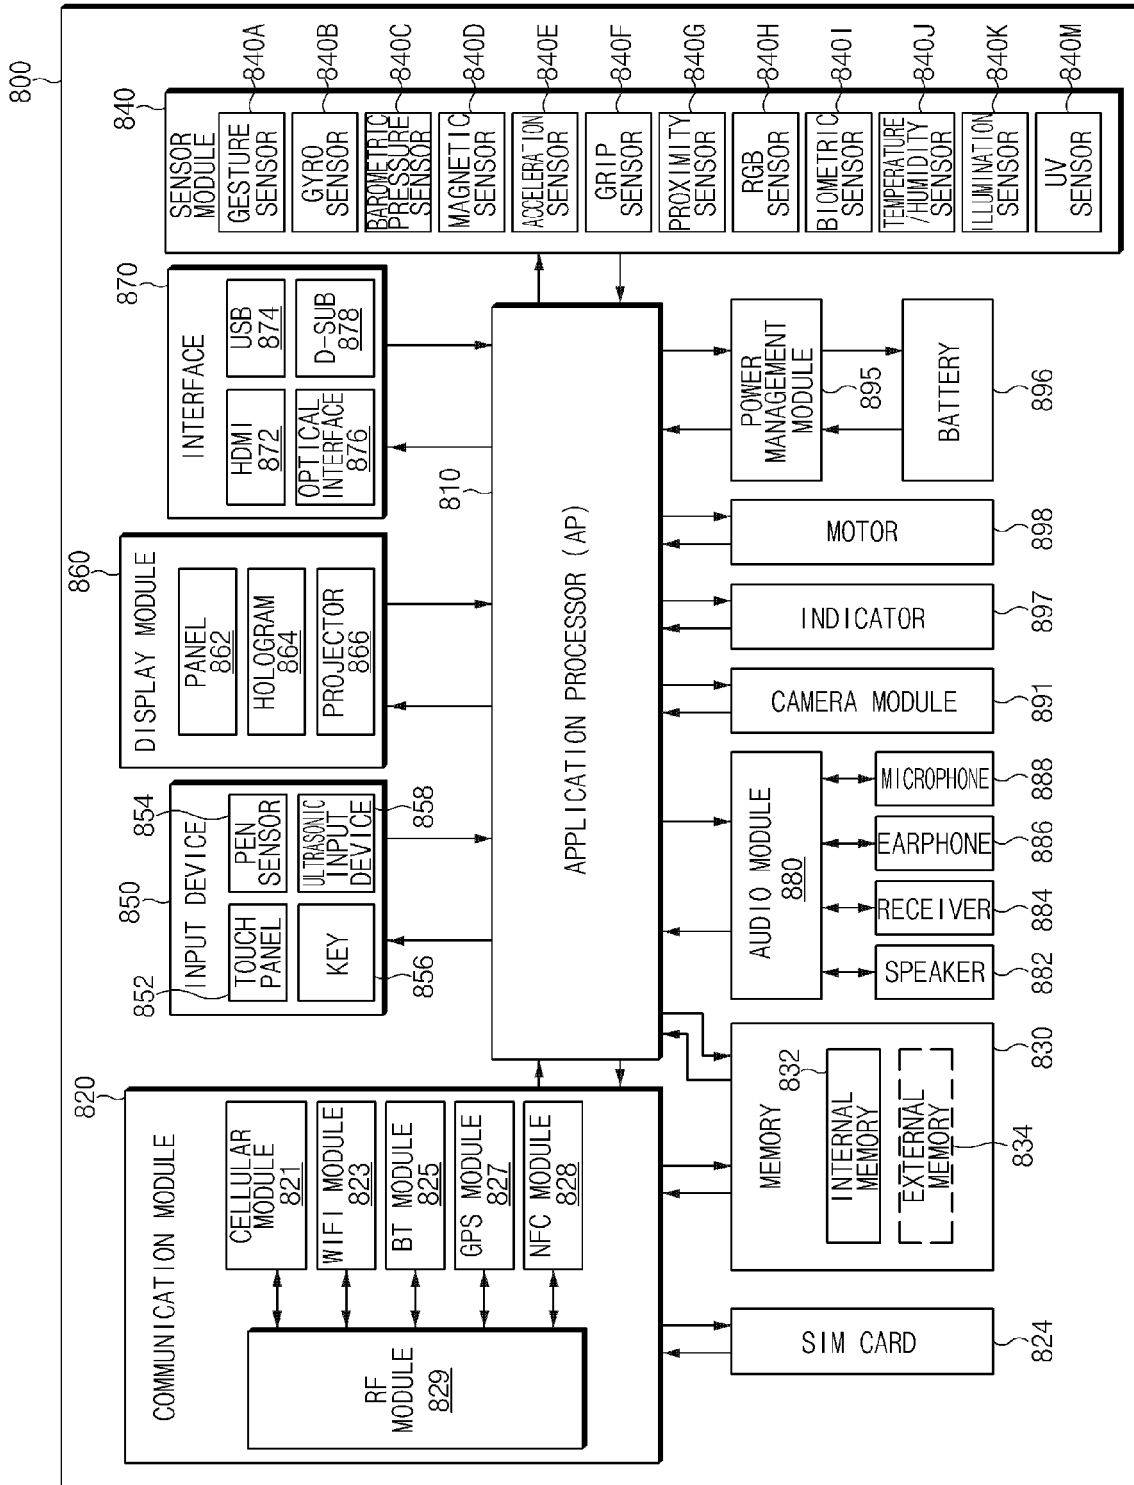 800
820
COMMUNICATION MODULE
CELLULAR
MODULE
821
WIFI MODULE
823
BT MODULE
825
GPS MODULE
827
NFC MODULE
828
RF
MODULE
829
850
INPUT DEVICE
852
TOUCH
PANEL
854
PEN
SENSOR
KEY
856
ULTRASONIC
INPUT
DEVICE
858
860
DISPLAY MODULE
PANEL
862
HOLOGRAM
864
PROJECTOR
866
870
INTERFACE
HDMI
872
USB
874
OPTICAL
INTERFACE
876
D-SUB
878
840
SENSOR
MODULE
GESTURE
SENSOR
840A
GYRO
SENSOR
840B
BAROMETRIC
PRESSURE
SENSOR
840C
MAGNETIC
SENSOR
840D
ACCELERATION
SENSOR
840E
GRIP
SENSOR
840F
PROXIMITY
SENSOR
840G
RGB
SENSOR
840H
BIOMETRIC
SENSOR
840I
TEMPERATURE
/HUMIDITY
SENSOR
840J
ILLUMINATION
SENSOR
840K
UV
SENSOR
840M
810
APPLICATION PROCESSOR (AP)
SIM CARD
824
MEMORY
830
832
INTERNAL
MEMORY
EXTERNAL
MEMORY
834
AUDIO MODULE
880
SPEAKER
882
RECEIVER
884
EARPHONE
886
MICROPHONE
888
CAMERA MODULE
891
INDICATOR
897
MOTOR
898
POWER
MANAGEMENT
MODULE
895
BATTERY
896